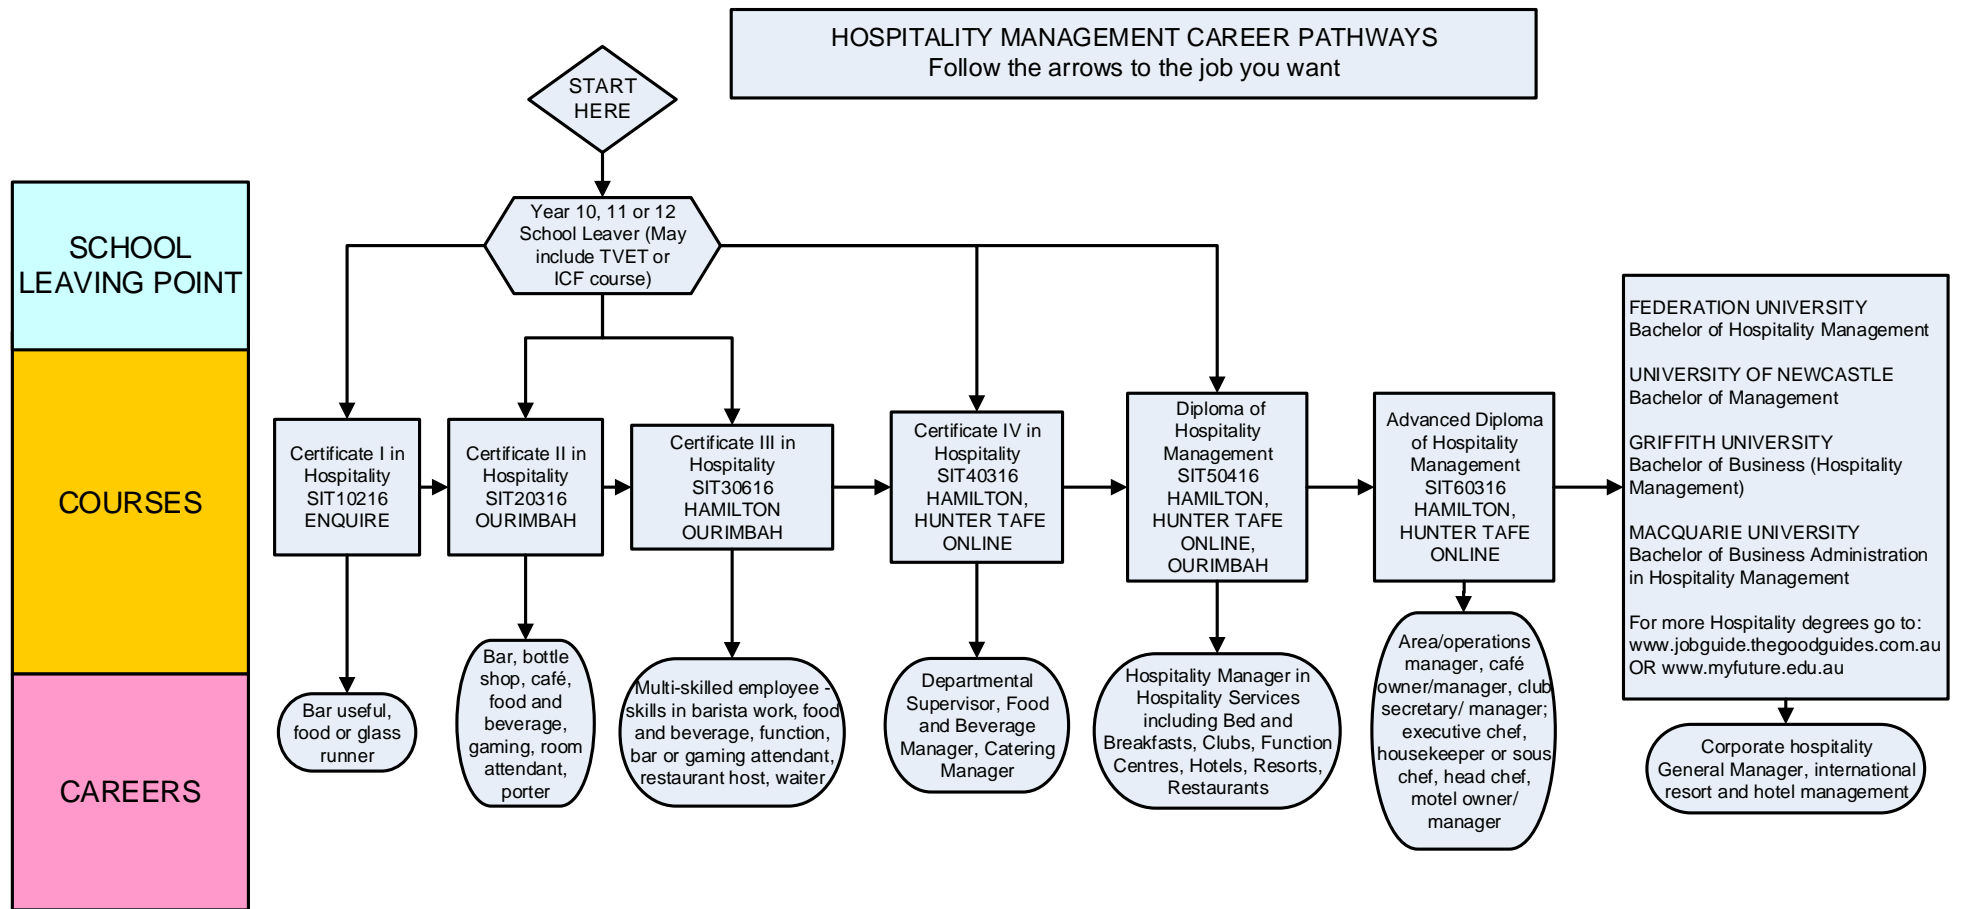 HOSPITALITY MANAGEMENT CAREER PATHWAYS
Follow the arrows to the job you want
START
HERE
SCHOOL
LEAVING POINT
Year 10, 11 or 12
School Leaver (May
include TVET or
ICF course)
COURSES
Certificate I in
Hospitality
SIT10216
ENQUIRE
Certificate II in
Hospitality
SIT20316
OURIMBAH
Certificate III in
Hospitality
SIT30616
HAMILTON
OURIMBAH
Certificate IV in
Hospitality
SIT40316
HAMILTON,
HUNTER TAFE
ONLINE
Diploma of
Hospitality
Management
SIT50416
HAMILTON,
HUNTER TAFE
ONLINE,
OURIMBAH
Advanced Diploma
of Hospitality
Management
SIT60316
HAMILTON,
HUNTER TAFE
ONLINE
FEDERATION UNIVERSITY
Bachelor of Hospitality Management
UNIVERSITY OF NEWCASTLE
Bachelor of Management
GRIFFITH UNIVERSITY
Bachelor of Business (Hospitality
Management)
MACQUARIE UNIVERSITY
Bachelor of Business Administration
in Hospitality Management
For more Hospitality degrees go to:
www.jobguide.thegoodguides.com.au
OR www.myfuture.edu.au
CAREERS
Bar useful,
food or glass
runner
Bar, bottle
shop, café,
food and
beverage,
gaming, room
attendant,
porter
Multi-skilled employee -
skills in barista work, food
and beverage, function,
bar or gaming attendant,
restaurant host, waiter
Departmental
Supervisor, Food
and Beverage
Manager, Catering
Manager
Hospitality Manager in
Hospitality Services
including Bed and
Breakfasts, Clubs, Function
Centres, Hotels, Resorts,
Restaurants
Area/operations
manager, café
owner/manager, club
secretary/ manager;
executive chef,
housekeeper or sous
chef, head chef,
motel owner/
manager
Corporate hospitality
General Manager, international
resort and hotel management